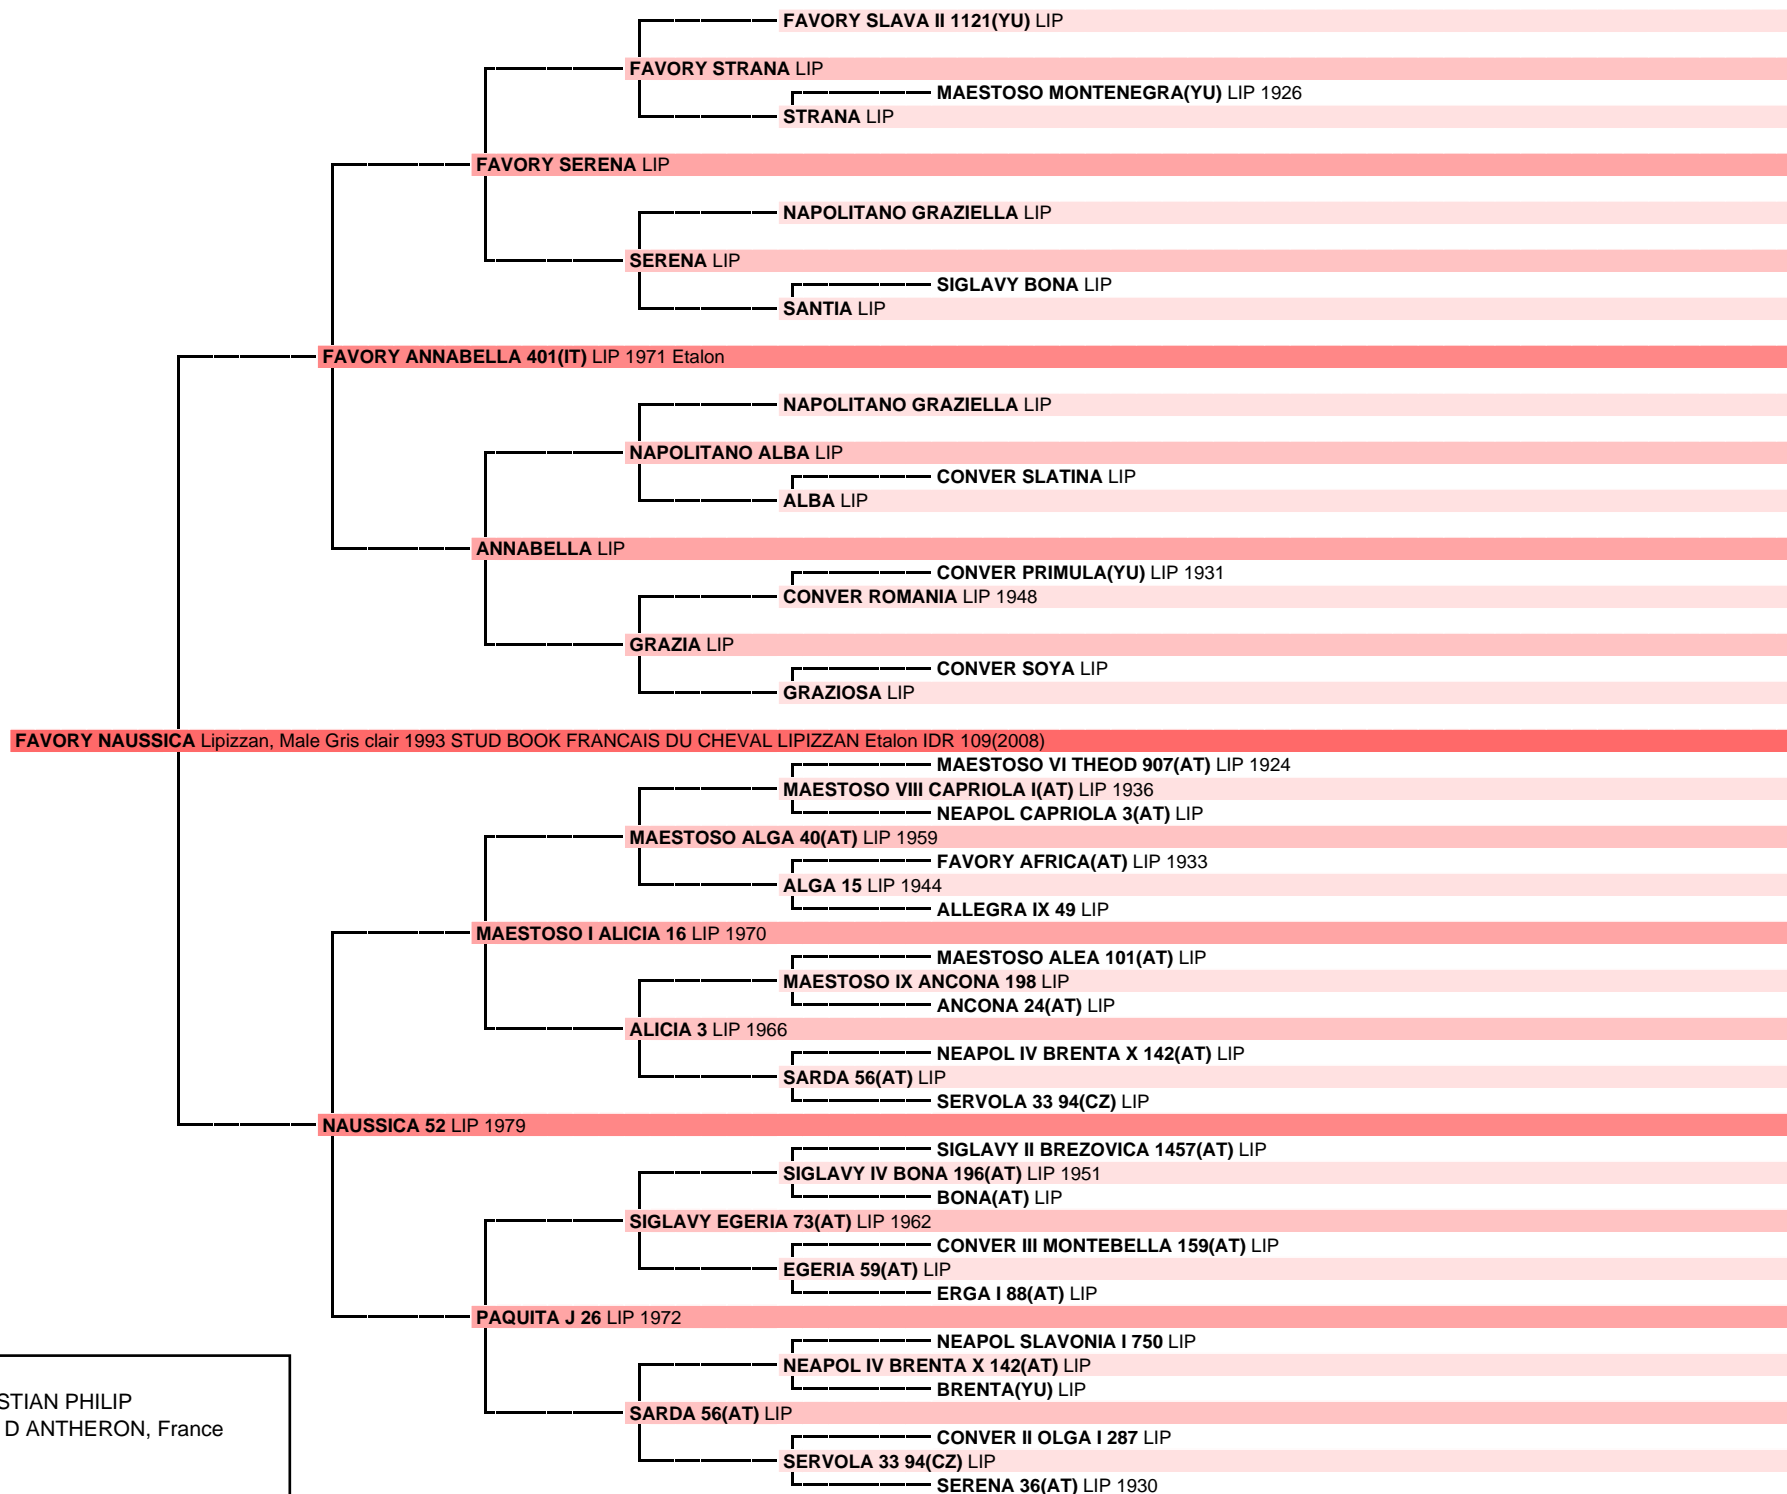 FAVORY SLAVA II 1121(YU) LIP
FAVORY STRANA LIP
MAESTOSO MONTENEGRA(YU) LIP 1926
STRANA LIP
FAVORY SERENA LIP
NAPOLITANO GRAZIELLA LIP
SERENA LIP
SIGLAVY BONA LIP
SANTIA LIP
FAVORY ANNABELLA 401(IT) LIP 1971 Etalon
NAPOLITANO GRAZIELLA LIP
NAPOLITANO ALBA LIP
CONVER SLATINA LIP
ALBA LIP
ANNABELLA LIP
CONVER PRIMULA(YU) LIP 1931
CONVER ROMANIA LIP 1948
GRAZIA LIP
CONVER SOYA LIP
GRAZIOSA LIP
FAVORY NAUSSICA Lipizzan, Male Gris clair 1993 STUD BOOK FRANCAIS DU CHEVAL LIPIZZAN Etalon IDR 109(2008)
MAESTOSO VI THEOD 907(AT) LIP 1924
MAESTOSO VIII CAPRIOLA I(AT) LIP 1936
NEAPOL CAPRIOLA 3(AT) LIP
MAESTOSO ALGA 40(AT) LIP 1959
FAVORY AFRICA(AT) LIP 1933
ALGA 15 LIP 1944
ALLEGRA IX 49 LIP
MAESTOSO I ALICIA 16 LIP 1970
MAESTOSO ALEA 101(AT) LIP
MAESTOSO IX ANCONA 198 LIP
ANCONA 24(AT) LIP
ALICIA 3 LIP 1966
NEAPOL IV BRENTA X 142(AT) LIP
SARDA 56(AT) LIP
SERVOLA 33 94(CZ) LIP
NAUSSICA 52 LIP 1979
SIGLAVY II BREZOVICA 1457(AT) LIP
SIGLAVY IV BONA 196(AT) LIP 1951
BONA(AT) LIP
SIGLAVY EGERIA 73(AT) LIP 1962
CONVER III MONTEBELLA 159(AT) LIP
EGERIA 59(AT) LIP
ERGA I 88(AT) LIP
PAQUITA J 26 LIP 1972
NEAPOL SLAVONIA I 750 LIP
NEAPOL IV BRENTA X 142(AT) LIP
BRENTA(YU) LIP
SARDA 56(AT) LIP
CONVER II OLGA I 287 LIP
SERVOLA 33 94(CZ) LIP
SERENA 36(AT) LIP 1930
STIAN PHILIP
D ANTHERON, France